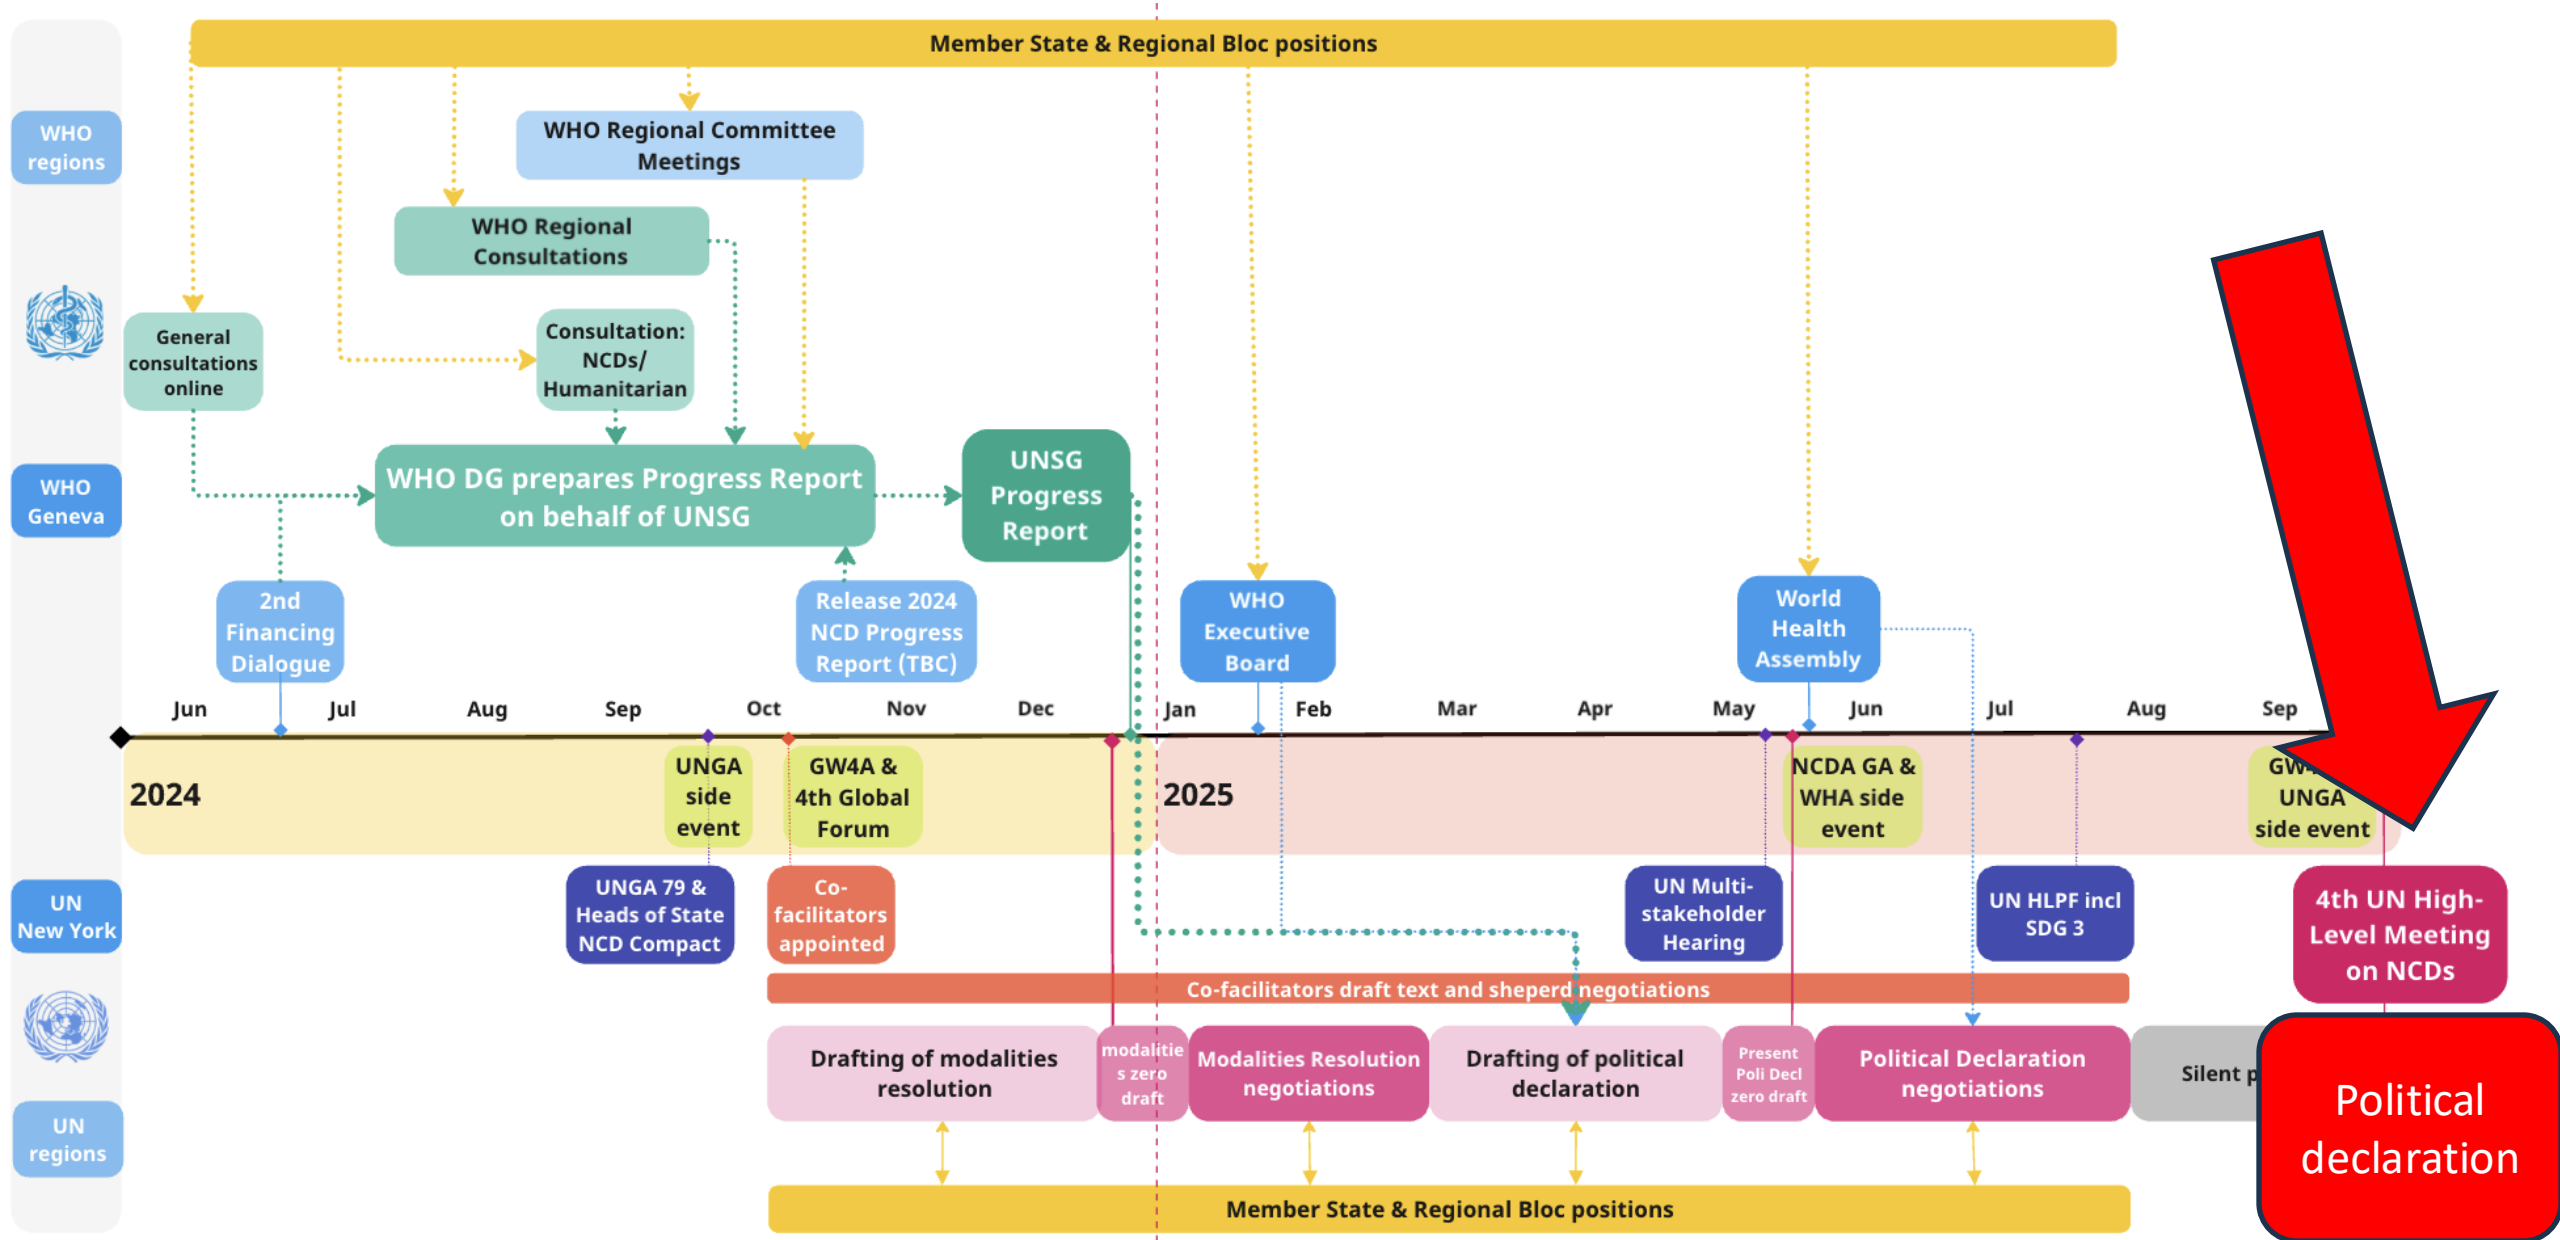 Member State & Regional Bloc positions
WHO
regions
WHO Regional Committee
Meetings
WHO Regional
Consultations
General
consultations
online
Consultation:
NCDs/
Humanitarian
WHO
Geneva
WHO DG prepares Progress Report
on behalf of UNSG
UNSG
Progress
Report
2nd
Financing
Dialogue
Release 2024
NCD Progress
Report (TBC)
WHO
Executive
Board
World
Health
Assembly
Jun Jul Aug Sep Oct Nov Dec Jan Feb Mar Apr May Jun Jul Aug Sep
2024
UNGA
side
event
GW4A &
4th Global
Forum
2025
NCDA GA &
WHA side
event
UNGA
side event
UN
New York
UNGA 79 &
Heads of State
NCD Compact
Co-
facilitators
appointed
UN Multi-
stakeholder
Hearing
UN HLPF incl
SDG 3
4th UN High-
Level Meeting
on NCDs
Co-facilitators draft text and sheperd negotiations
Drafting of modalities
resolution
modalitie
s zero
draft
Modalities Resolution
negotiations
Drafting of political
declaration
Present
Poli Decl
zero draft
Political Declaration
negotiations
Silent
Political
declaration
UN
regions
Member State & Regional Bloc positions